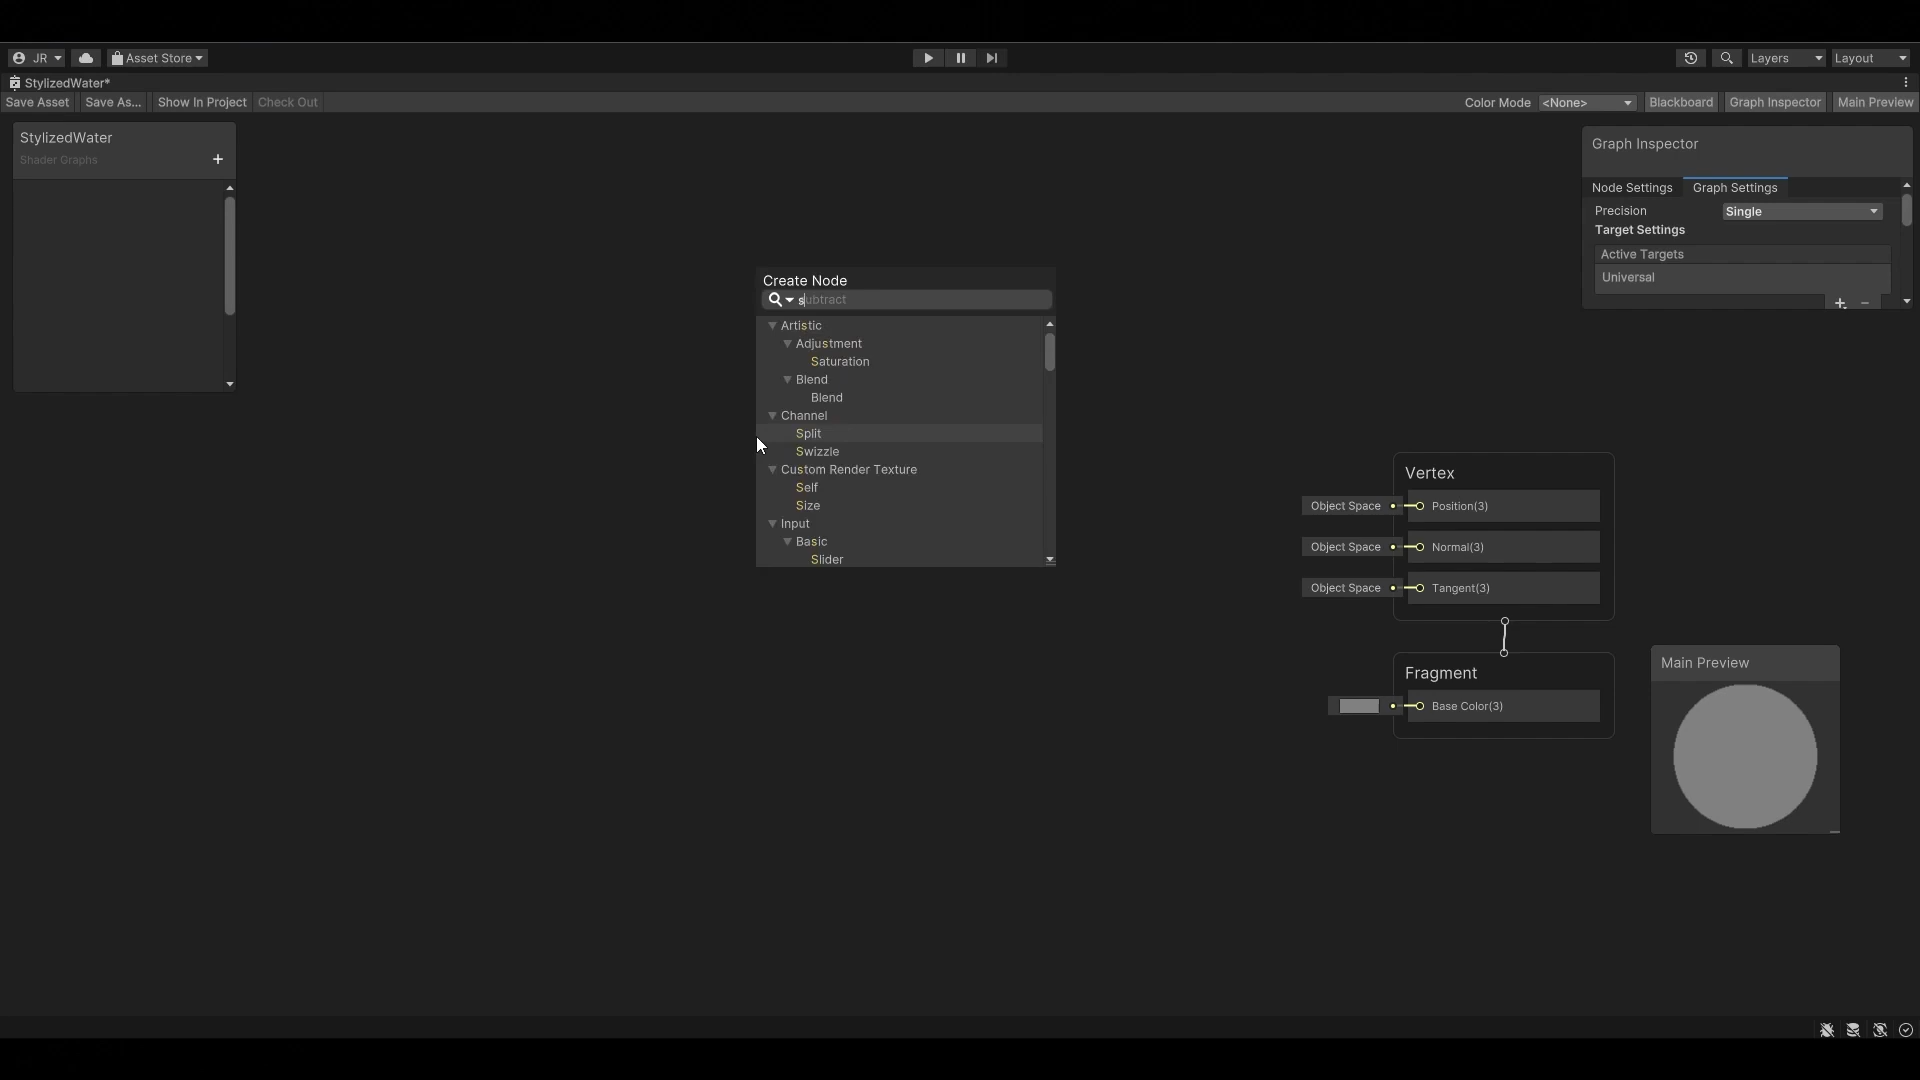 JR
Asset Store
Layers
Layout
StylizedWater*
Save Asset
Save As...
Show In Project
Check Out
Color Mode
<None>
Blackboard
Graph Inspector
Main Preview
StylizedWater
Shader Graphs
Graph Inspector
Node Settings
Graph Settings
Precision
Single
Target Settings
Active Targets
Universal
Create Node
subtract
Artistic
Adjustment
Saturation
Blend
Blend
Channel
Split
Swizzle
Custom Render Texture
Self
Size
Input
Basic
Slider
Vertex
Object Space
Position(3)
Object Space
Normal(3)
Object Space
Tangent(3)
Fragment
Base Color(3)
Main Preview